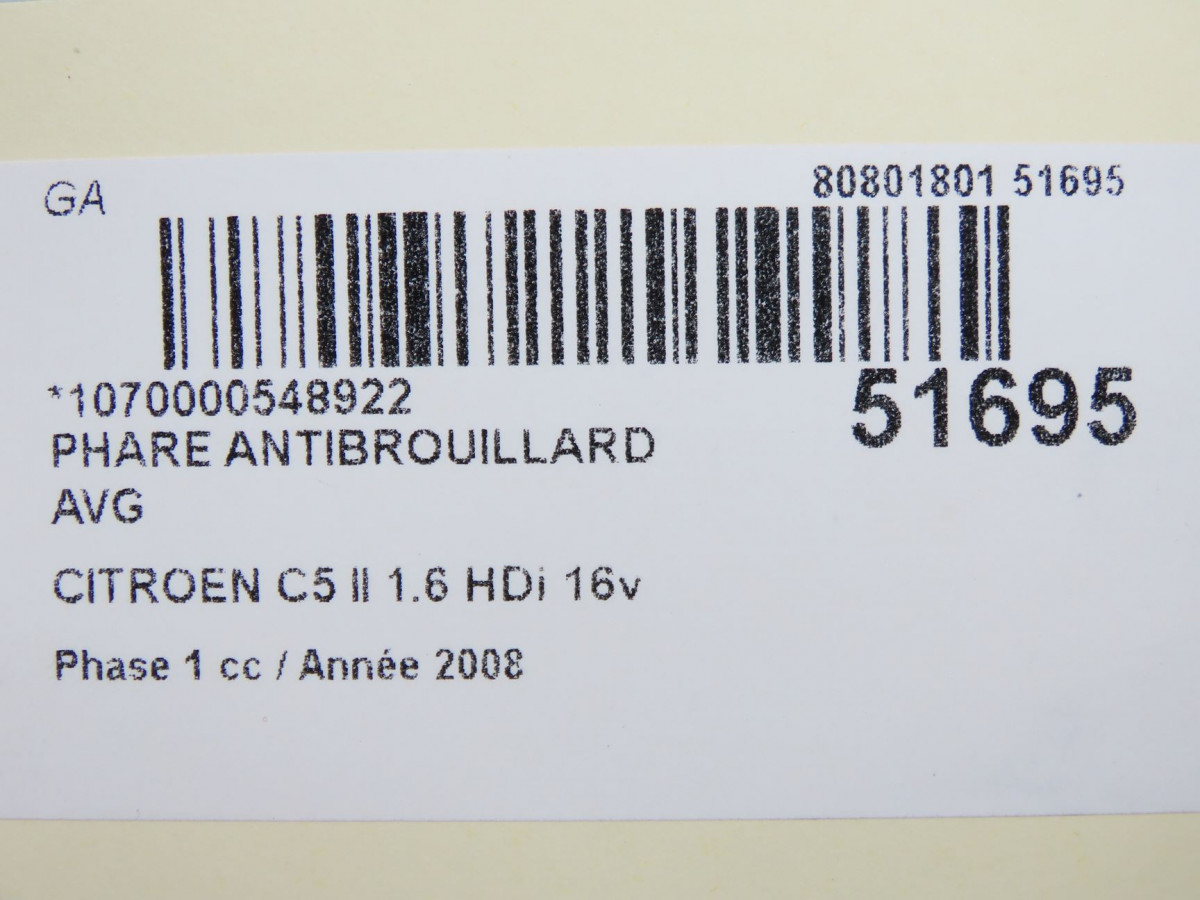 GA
80801801 51695
*1070000548922
51695
PHARE ANTIBROUILLARD
AVG
CITROEN C5 II 1.6 HDi 16v
Phase 1 cc / Année 2008